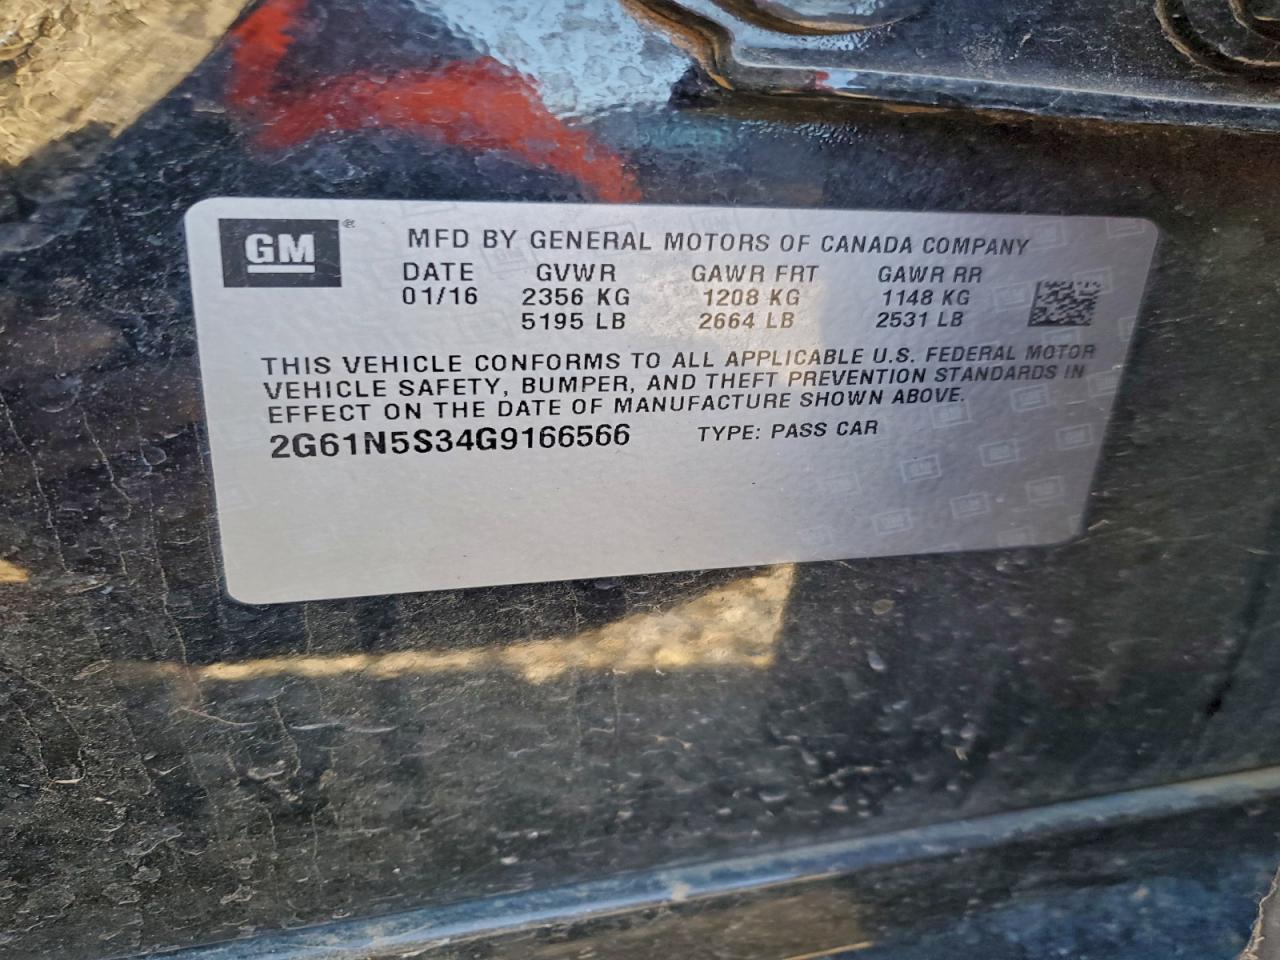 GM ®
MFD BY GENERAL MOTORS OF CANADA COMPANY
DATE GVWR GAWR FRT GAWR RR
01/16 2356 KG 1208 KG 1148 KG
5195 LB 2664 LB 2531 LB
THIS VEHICLE CONFORMS TO ALL APPLICABLE U.S. FEDERAL MOTOR
VEHICLE SAFETY, BUMPER, AND THEFT PREVENTION STANDARDS IN
EFFECT ON THE DATE OF MANUFACTURE SHOWN ABOVE.
2G61N5S34G9166566 TYPE: PASS CAR